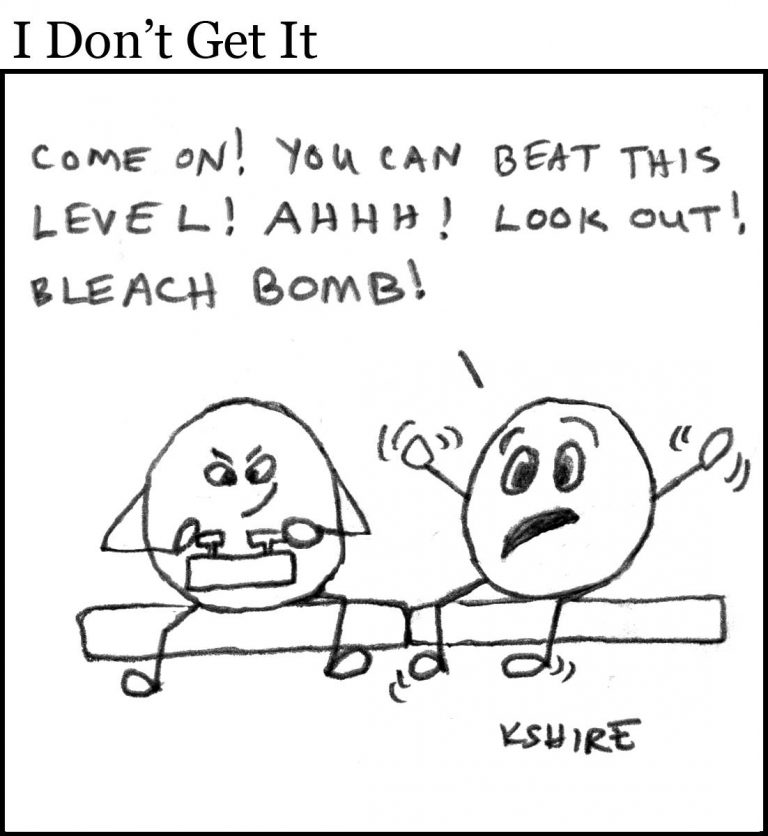 I Don’t Get It
COME ON! YOU CAN BEAT THIS
LEVEL! AHHH! LOOK OUT!
BLEACH BOMB!
KSHIRE